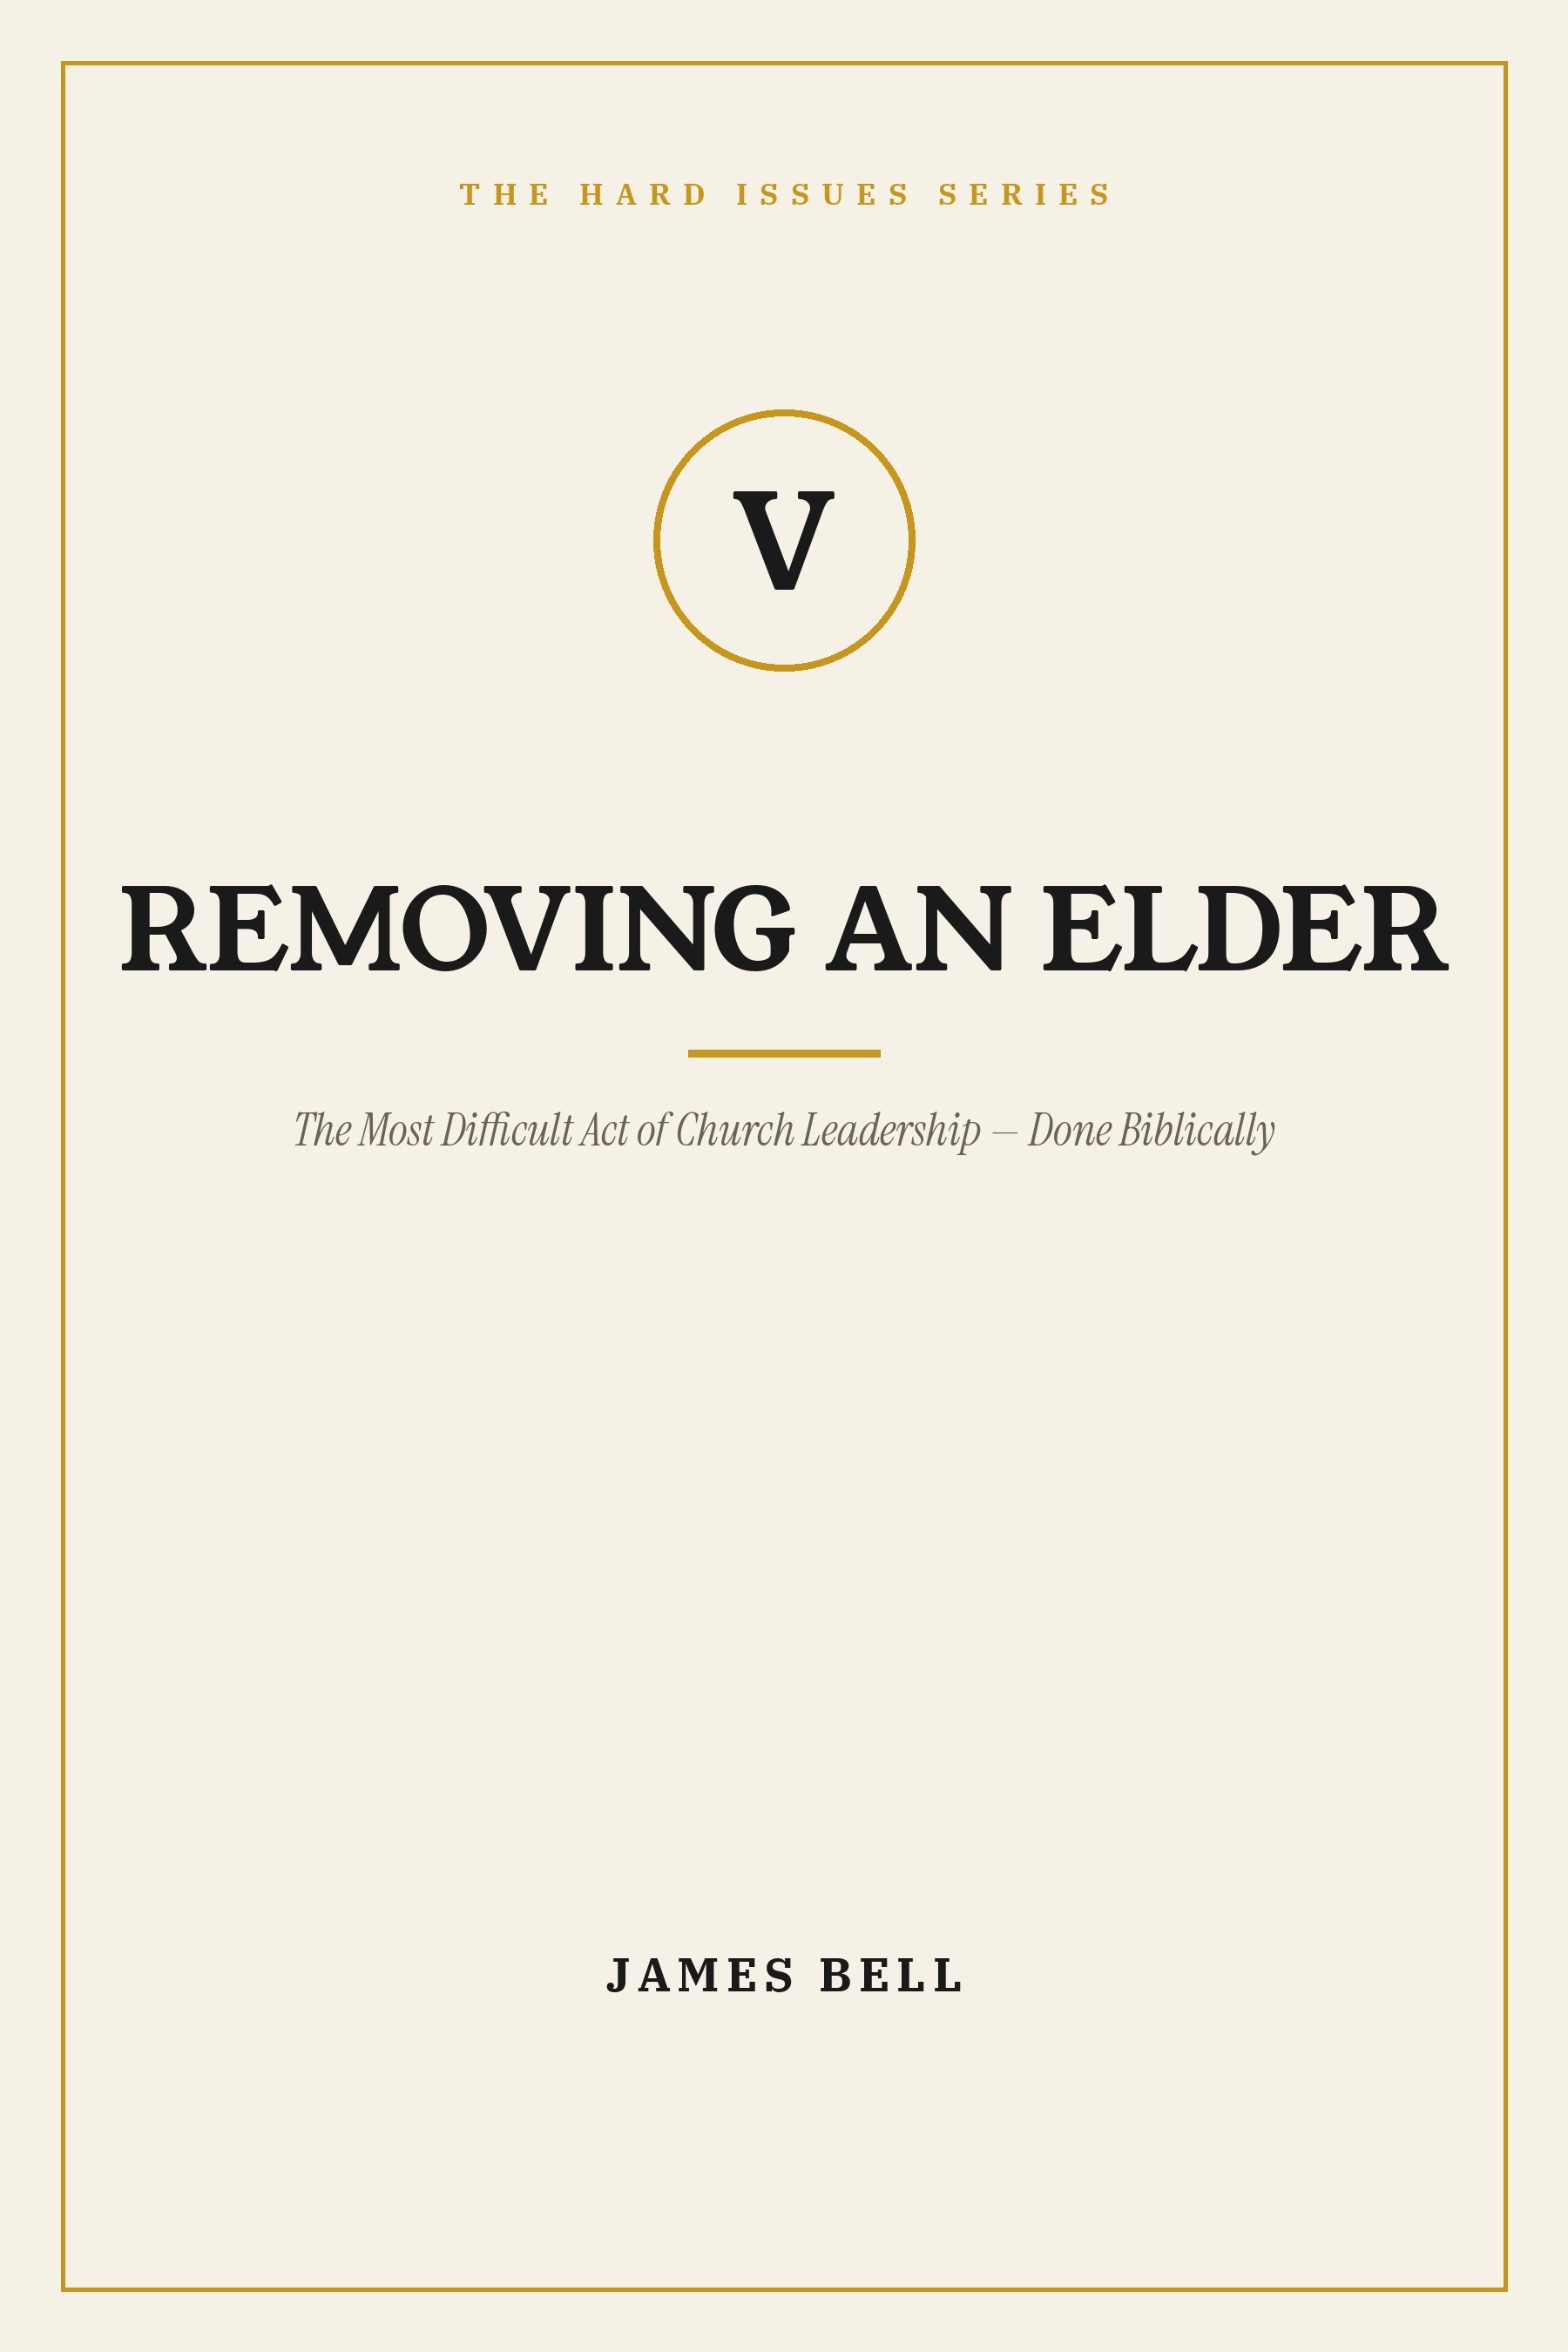 THE HARD ISSUES SERIES
V
REMOVING AN ELDER
The Most Difficult Act of Church Leadership — Done Biblically
JAMES BELL